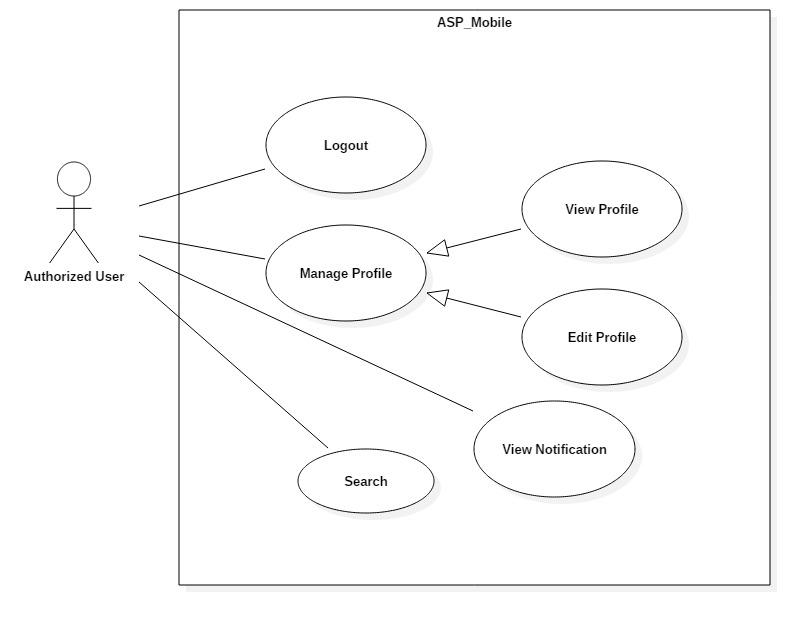 ASP_Mobile
Logout
View Profile
Manage Profile
Authorized User
Edit Profile
View Notification
Search